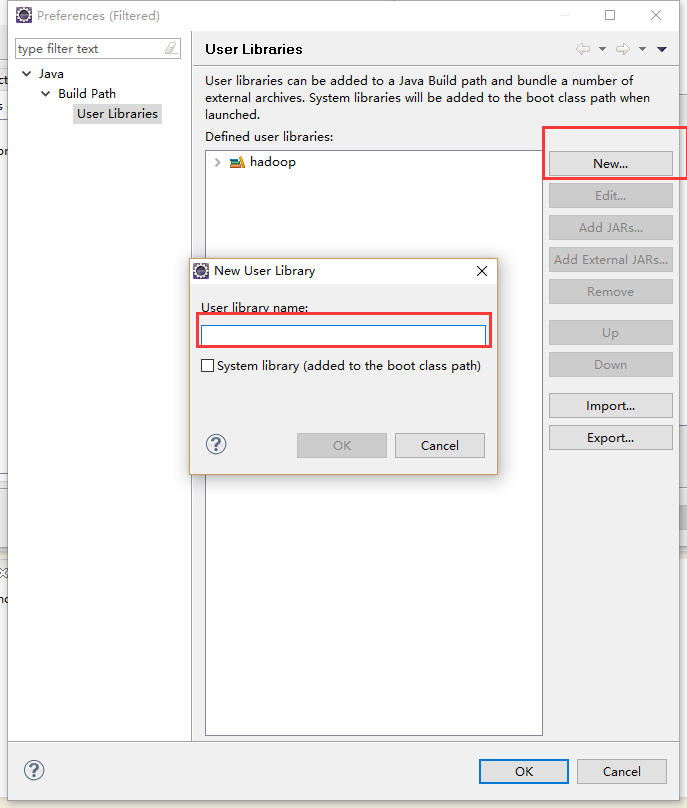 Preferences (Filtered)
type filter text
Java
Build Path
User Libraries
User Libraries
User libraries can be added to a Java Build path and bundle a number of
external archives. System libraries will be added to the boot class path when
launched.
Defined user libraries:
hadoop
New...
Edit...
Add JARs...
Add External JARs...
Remove
Up
Down
Import...
Export...
New User Library
User library name:
System library (added to the boot class path)
OK
Cancel
OK
Cancel